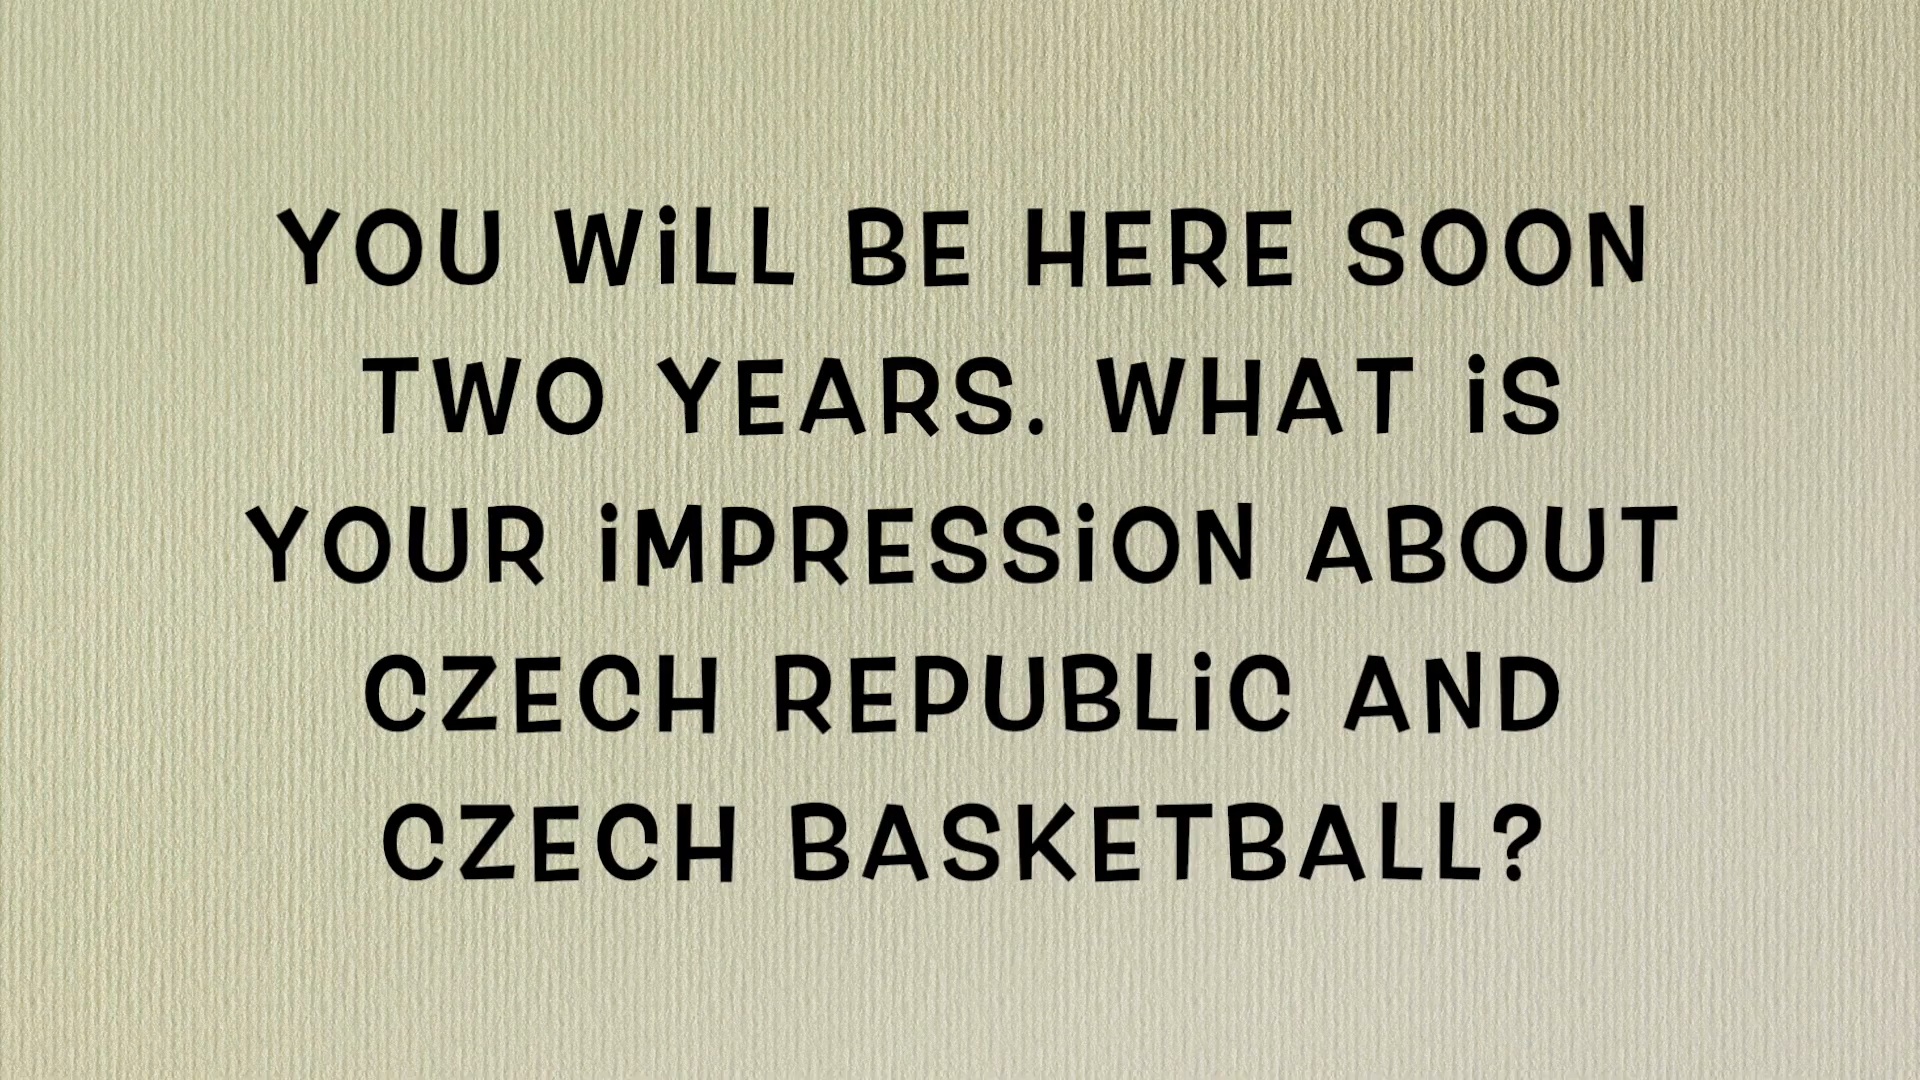 YOU WiLL BE HERE SOON
TWO YEARS. WHAT iS
YOUR iMPRESSiON ABOUT
CZECH REPUBLiC AND
CZECH BASKETBALL?